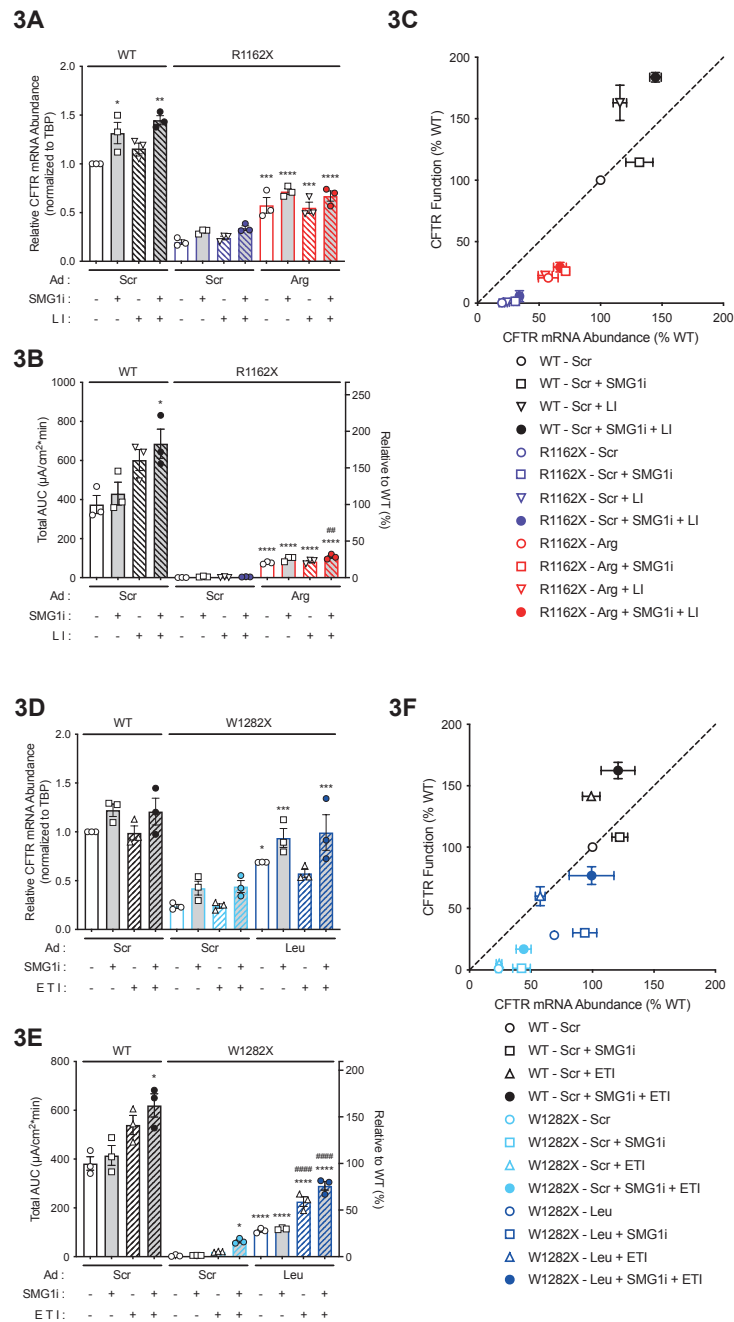 3A
WT
R1162X
Relative CFTR mRNA Abundance
(normalized to TBP)
2.0
1.5
1.0
0.5
0.0
*
**
***
****
***
****
Ad :
Scr
Scr
Arg
SMG1i :
- + - + - + - + - + - +
L I :
- - + + - - + + - - + +
3B
WT
R1162X
Total AUC (μA/cm²*min)
1000
800
600
400
200
0
Relative to WT (%)
250
200
150
100
50
0
*
****
****
****
##
****
Ad :
Scr
Scr
Arg
SMG1i :
- + - + - + - + - + - +
L I :
- - + + - - + + - - + +
3C
CFTR Function (% WT)
200
150
100
50
0
0 50 100 150 200
CFTR mRNA Abundance (% WT)
WT - Scr
WT - Scr + SMG1i
WT - Scr + LI
WT - Scr + SMG1i + LI
R1162X - Scr
R1162X - Scr + SMG1i
R1162X - Scr + LI
R1162X - Scr + SMG1i + LI
R1162X - Arg
R1162X - Arg + SMG1i
R1162X - Arg + LI
R1162X - Arg + SMG1i + LI
3D
WT
W1282X
Relative CFTR mRNA Abundance
(normalized to TBP)
2.0
1.5
1.0
0.5
0.0
*
***
***
Ad :
Scr
Scr
Leu
SMG1i :
- + - + - + - + - + - +
E T I :
- - + + - - + + - - + +
3E
WT
W1282X
Total AUC (μA/cm²*min)
800
600
400
200
0
Relative to WT (%)
200
150
100
50
0
*
*
****
****
####
****
####
****
Ad :
Scr
Scr
Leu
SMG1i :
- + - + - + - + - + - +
E T I :
- - + + - - + + - - + +
3F
CFTR Function (% WT)
200
150
100
50
0
0 50 100 150 200
CFTR mRNA Abundance (% WT)
WT - Scr
WT - Scr + SMG1i
WT - Scr + ETI
WT - Scr + SMG1i + ETI
W1282X - Scr
W1282X - Scr + SMG1i
W1282X - Scr + ETI
W1282X - Scr + SMG1i + ETI
W1282X - Leu
W1282X - Leu + SMG1i
W1282X - Leu + ETI
W1282X - Leu + SMG1i + ETI